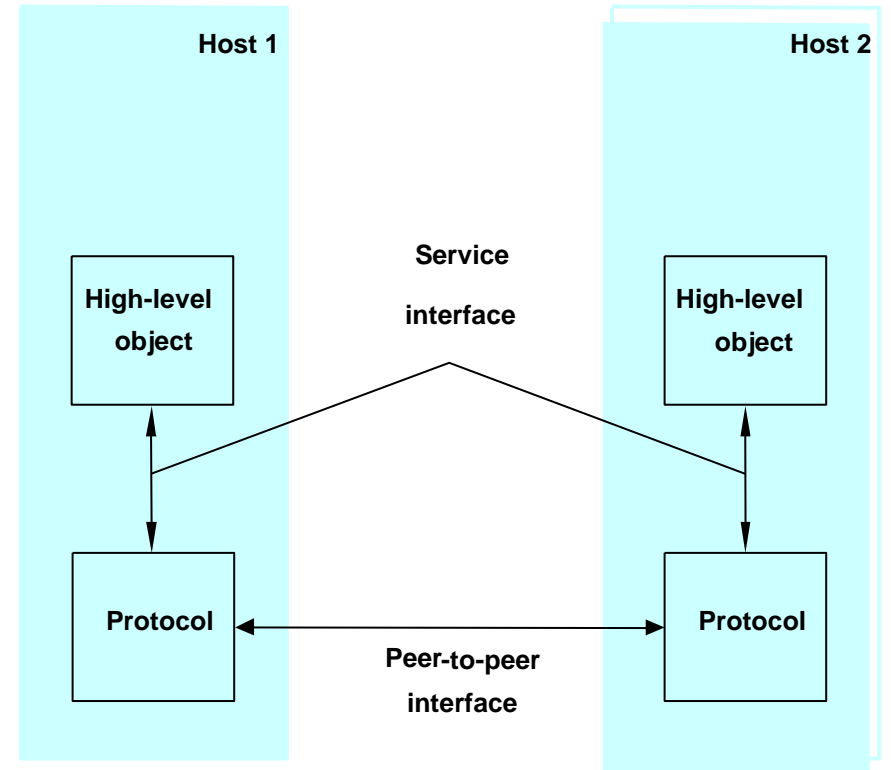 Host 1
Host 2
Service
interface
High-level
object
High-level
object
Protocol
Protocol
Peer-to-peer
interface